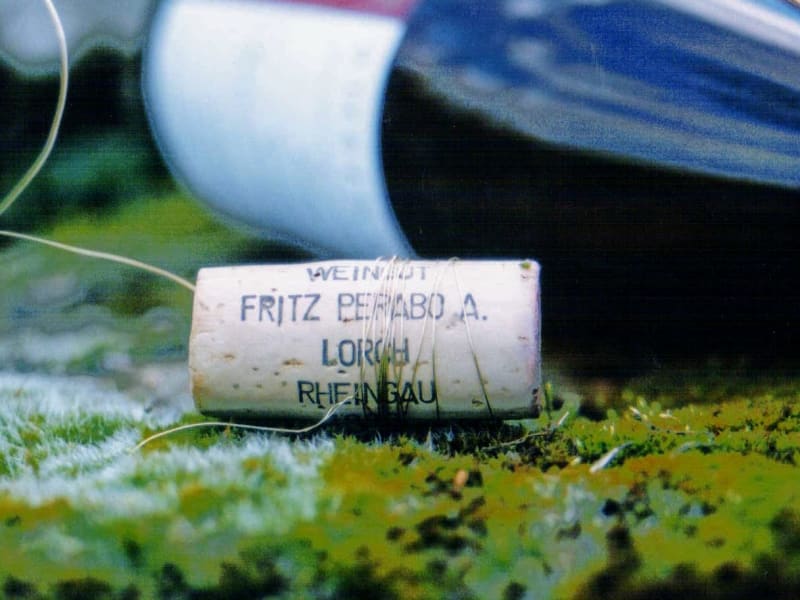 WEINGUT
FRITZ PERABO A.
LORCH
RHEINGAU